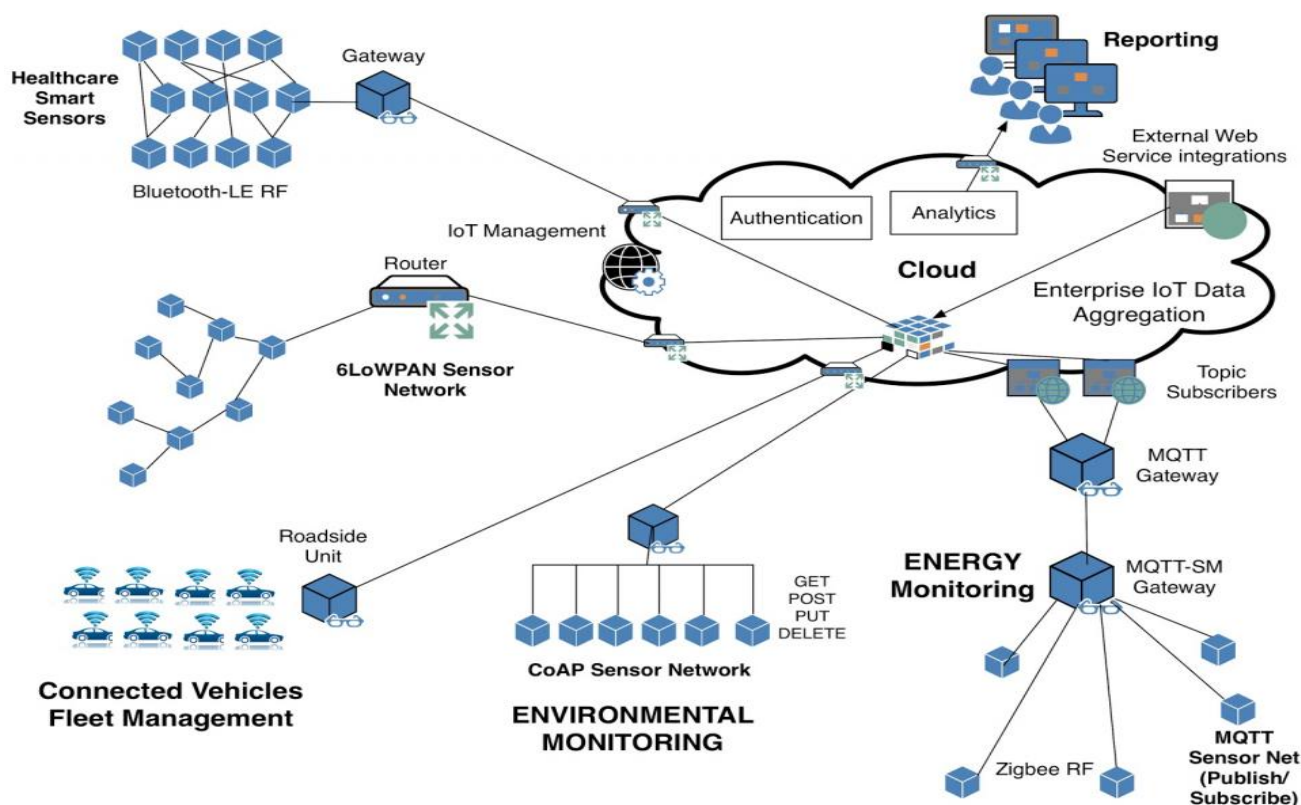 Reporting
Gateway
Healthcare
Smart
Sensors
External Web
Service integrations
Bluetooth-LE RF
Authentication
Analytics
IoT Management
Router
Cloud
Enterprise IoT Data
Aggregation
6LoWPAN Sensor
Network
Topic
Subscribers
MQTT
Gateway
Roadside
Unit
ENERGY
Monitoring
MQTT-SM
Gateway
GET
POST
PUT
DELETE
CoAP Sensor Network
Connected Vehicles
Fleet Management
ENVIRONMENTAL
MONITORING
Zigbee RF
MQTT
Sensor Net
(Publish/
Subscribe)